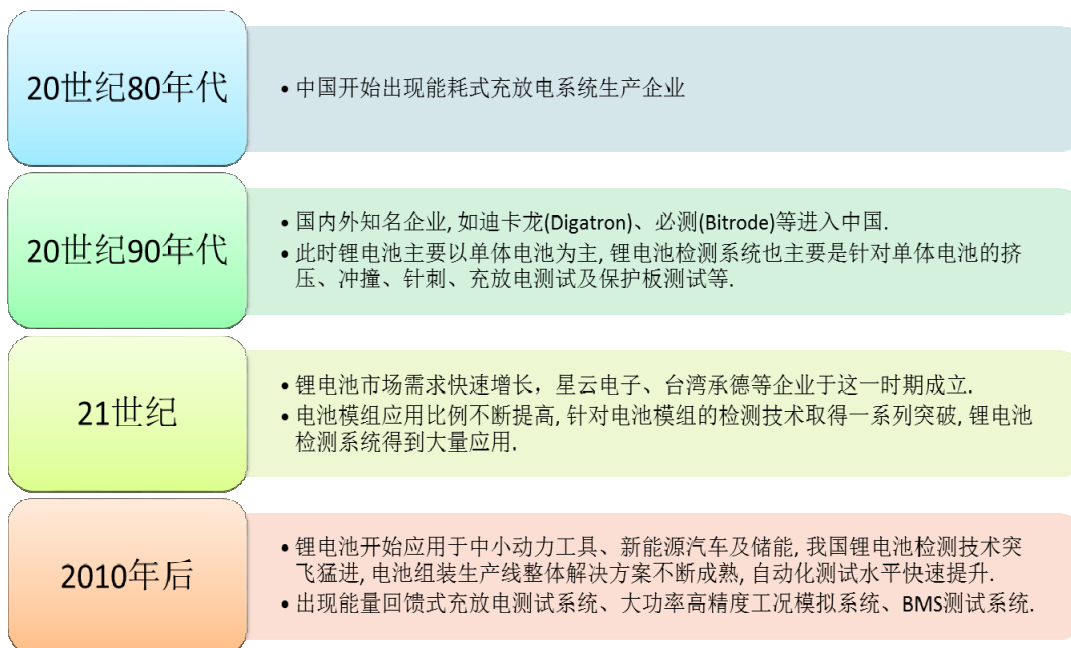 20世纪80年代
• 中国开始出现能耗式充放电系统生产企业
20世纪90年代
• 国内外知名企业, 如迪卡龙(Digatron)、必测(Bitrode)等进入中国.
• 此时锂电池主要以单体电池为主, 锂电池检测系统也主要是针对单体电池的挤
压、冲撞、针刺、充放电测试及保护板测试等.
21世纪
• 锂电池市场需求快速增长，星云电子、台湾承德等企业于这一时期成立.
• 电池模组应用比例不断提高, 针对电池模组的检测技术取得一系列突破, 锂电池
检测系统得到大量应用.
2010年后
• 锂电池开始应用于中小动力工具、新能源汽车及储能, 我国锂电池检测技术突
飞猛进, 电池组装生产线整体解决方案不断成熟, 自动化测试水平快速提升.
• 出现能量回馈式充放电测试系统、大功率高精度工况模拟系统、BMS测试系统.